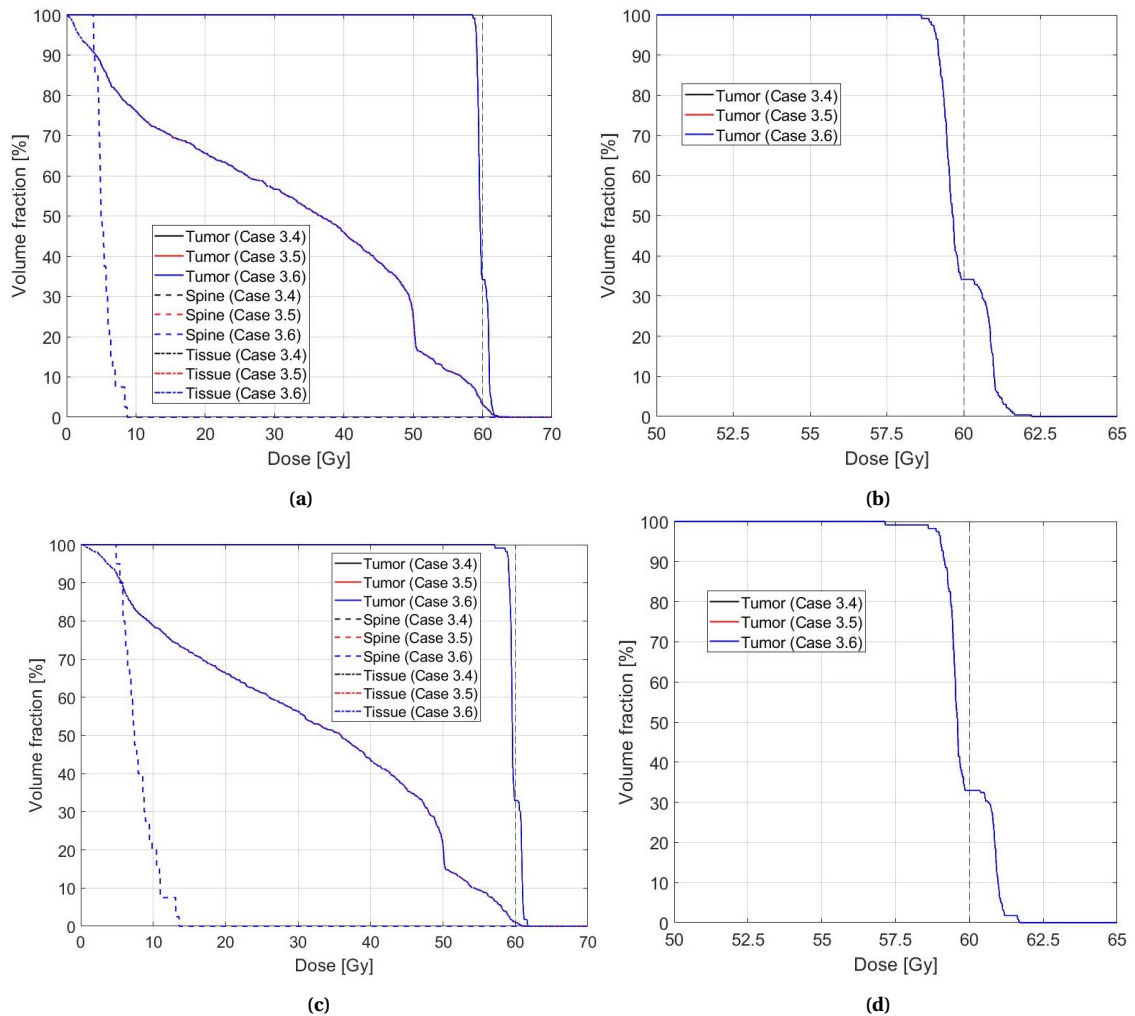 100
90
80
70
60
50
40
30
20
10
0
Volume fraction [%]
Tumor (Case 3.4)
Tumor (Case 3.5)
Tumor (Case 3.6)
Spine (Case 3.4)
Spine (Case 3.5)
Spine (Case 3.6)
Tissue (Case 3.4)
Tissue (Case 3.5)
Tissue (Case 3.6)
0 10 20 30 40 50 60 70
Dose [Gy]
(a)
100
90
80
70
60
50
40
30
20
10
0
Volume fraction [%]
Tumor (Case 3.4)
Tumor (Case 3.5)
Tumor (Case 3.6)
50 52.5 55 57.5 60 62.5 65
Dose [Gy]
(b)
100
90
80
70
60
50
40
30
20
10
0
Volume fraction [%]
Tumor (Case 3.4)
Tumor (Case 3.5)
Tumor (Case 3.6)
Spine (Case 3.4)
Spine (Case 3.5)
Spine (Case 3.6)
Tissue (Case 3.4)
Tissue (Case 3.5)
Tissue (Case 3.6)
0 10 20 30 40 50 60 70
Dose [Gy]
(c)
100
90
80
70
60
50
40
30
20
10
0
Volume fraction [%]
Tumor (Case 3.4)
Tumor (Case 3.5)
Tumor (Case 3.6)
50 52.5 55 57.5 60 62.5 65
Dose [Gy]
(d)